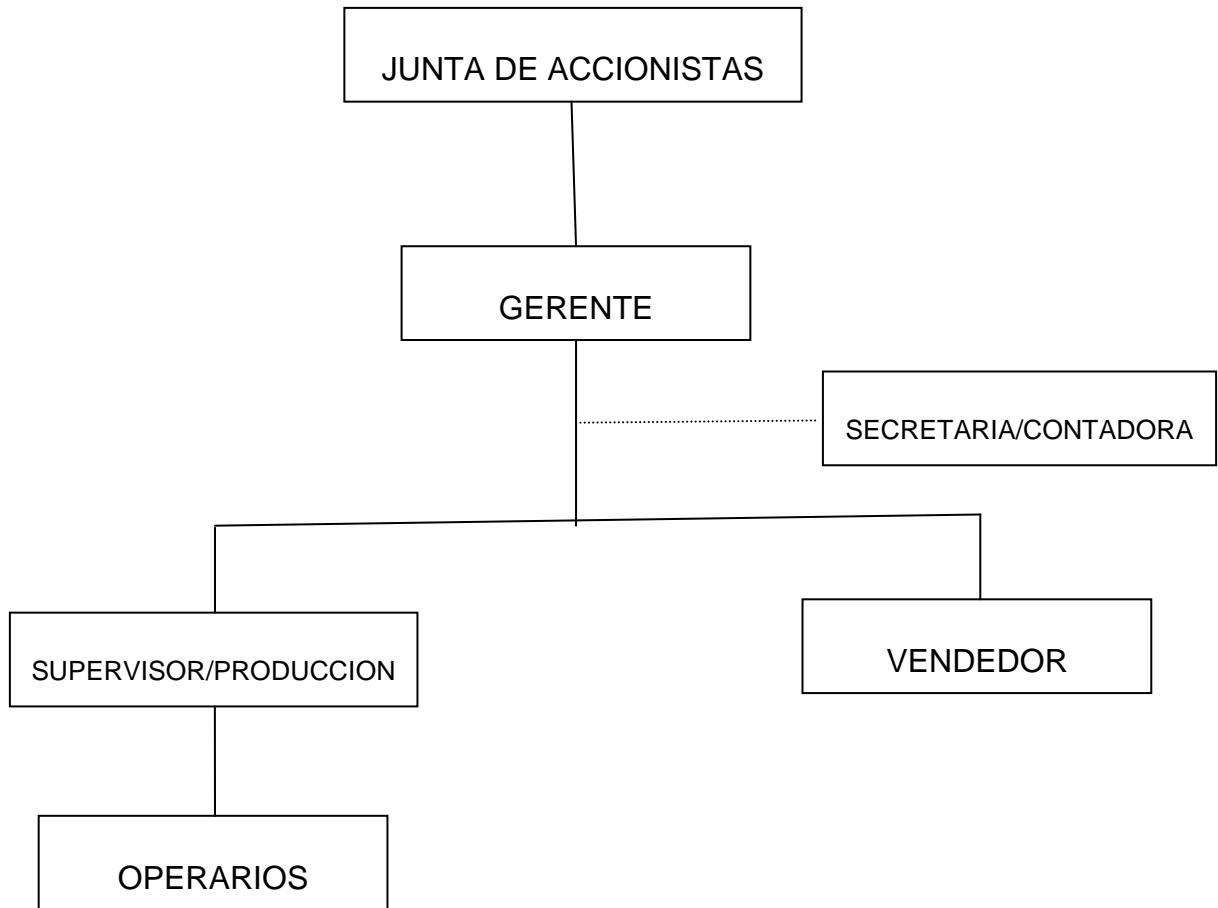 JUNTA DE ACCIONISTAS
GERENTE
SECRETARIA/CONTADORA
SUPERVISOR/PRODUCCION
VENDEDOR
OPERARIOS